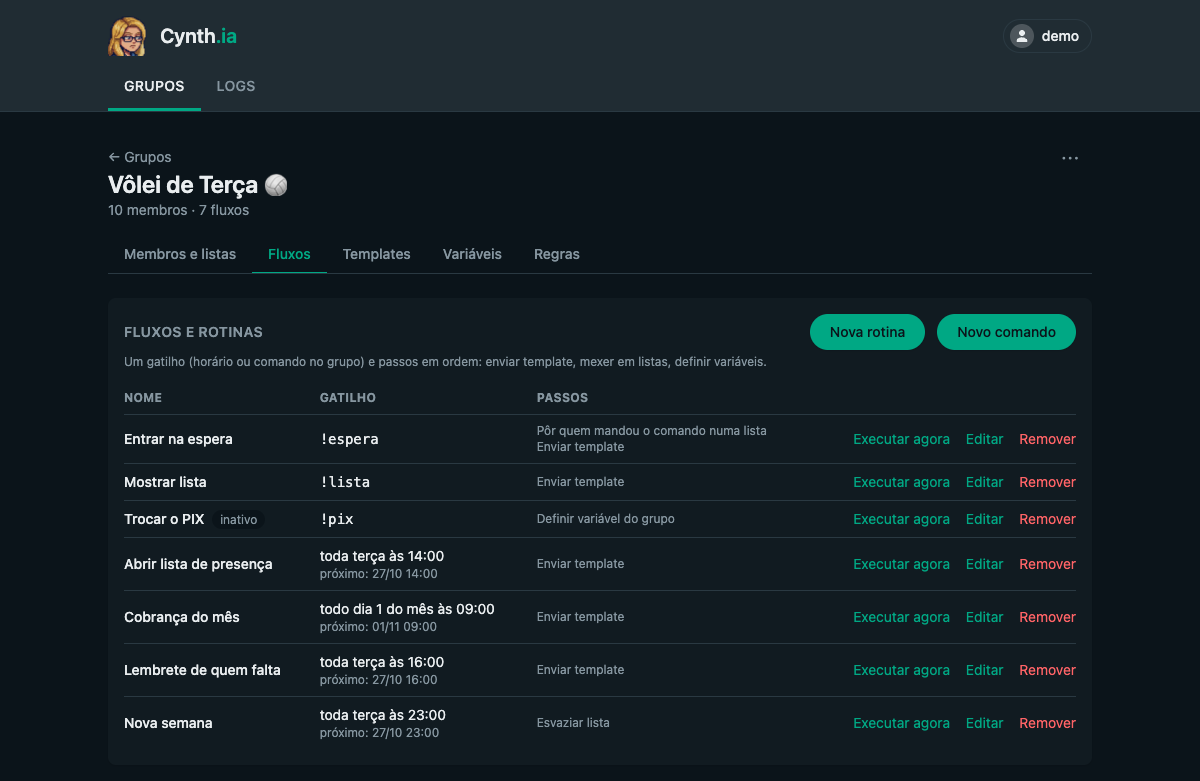 Cynth.ia
demo
GRUPOS LOGS
← Grupos
...
Vôlei de Terça
10 membros · 7 fluxos
Membros e listas Fluxos Templates Variáveis Regras
FLUXOS E ROTINAS Nova rotina Novo comando
Um gatilho (horário ou comando no grupo) e passos em ordem: enviar template, mexer em listas, definir variáveis.
NOME GATILHO PASSOS
Entrar na espera !espera Pôr quem mandou o comando numa lista
Enviar template
Executar agora Editar Remover
Mostrar lista !lista Enviar template Executar agora Editar Remover
Trocar o PIX inativo !pix Definir variável do grupo Executar agora Editar Remover
Abrir lista de presença toda terça às 14:00
próximo: 27/10 14:00
Enviar template Executar agora Editar Remover
Cobrança do mês todo dia 1 do mês às 09:00
próximo: 01/11 09:00
Enviar template Executar agora Editar Remover
Lembrete de quem falta toda terça às 16:00
próximo: 27/10 16:00
Enviar template Executar agora Editar Remover
Nova semana toda terça às 23:00
próximo: 27/10 23:00
Esvaziar lista Executar agora Editar Remover